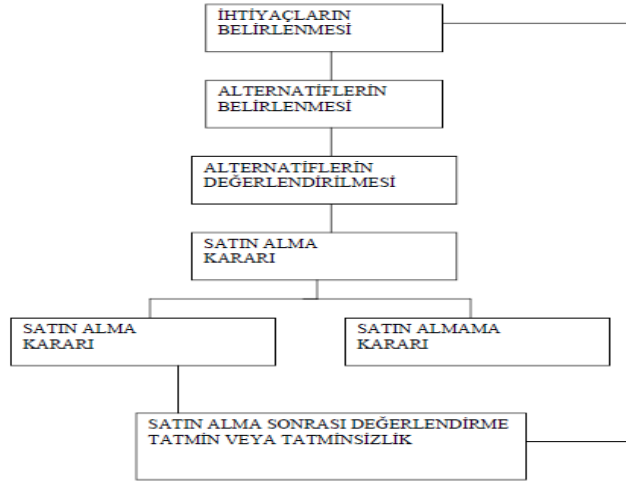 İHTİYAÇLARIN
BELİRLENMESİ
ALTERNATİFLERİN
BELİRLENMESİ
ALTERNATİFLERİN
DEĞERLENDİRİLMESİ
SATIN ALMA
KARARI
SATIN ALMA
KARARI
SATIN ALMAMA
KARARI
SATIN ALMA SONRASI DEĞERLENDİRME
TATMİN VEYA TATMİNSİZLİK